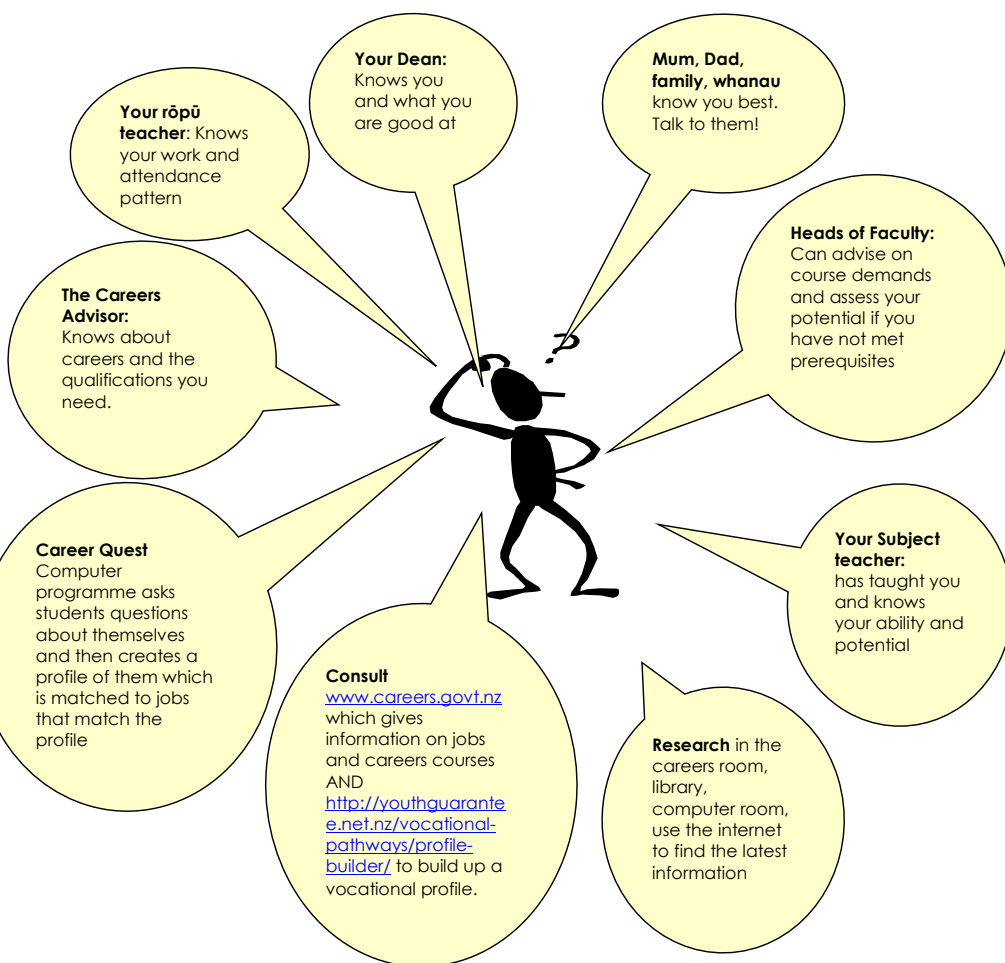 Your Dean:
Knows you
and what you
are good at
Mum, Dad,
family, whanau
know you best.
Talk to them!
Your rōpū
teacher: Knows
your work and
attendance
pattern
Heads of Faculty:
Can advise on
course demands
and assess your
potential if you
have not met
prerequisites
The Careers
Advisor:
Knows about
careers and the
qualifications you
need.
?
Career Quest
Computer
programme asks
students questions
about themselves
and then creates a
profile of them which
is matched to jobs
that match the
profile
Your Subject
teacher:
has taught you
and knows
your ability and
potential
Consult
www.careers.govt.nz
which gives
information on jobs
and careers courses
AND
http://youthguarante
e.net.nz/vocational-
pathways/profile-
builder/ to build up a
vocational profile.
Research in the
careers room,
library,
computer room,
use the internet
to find the latest
information